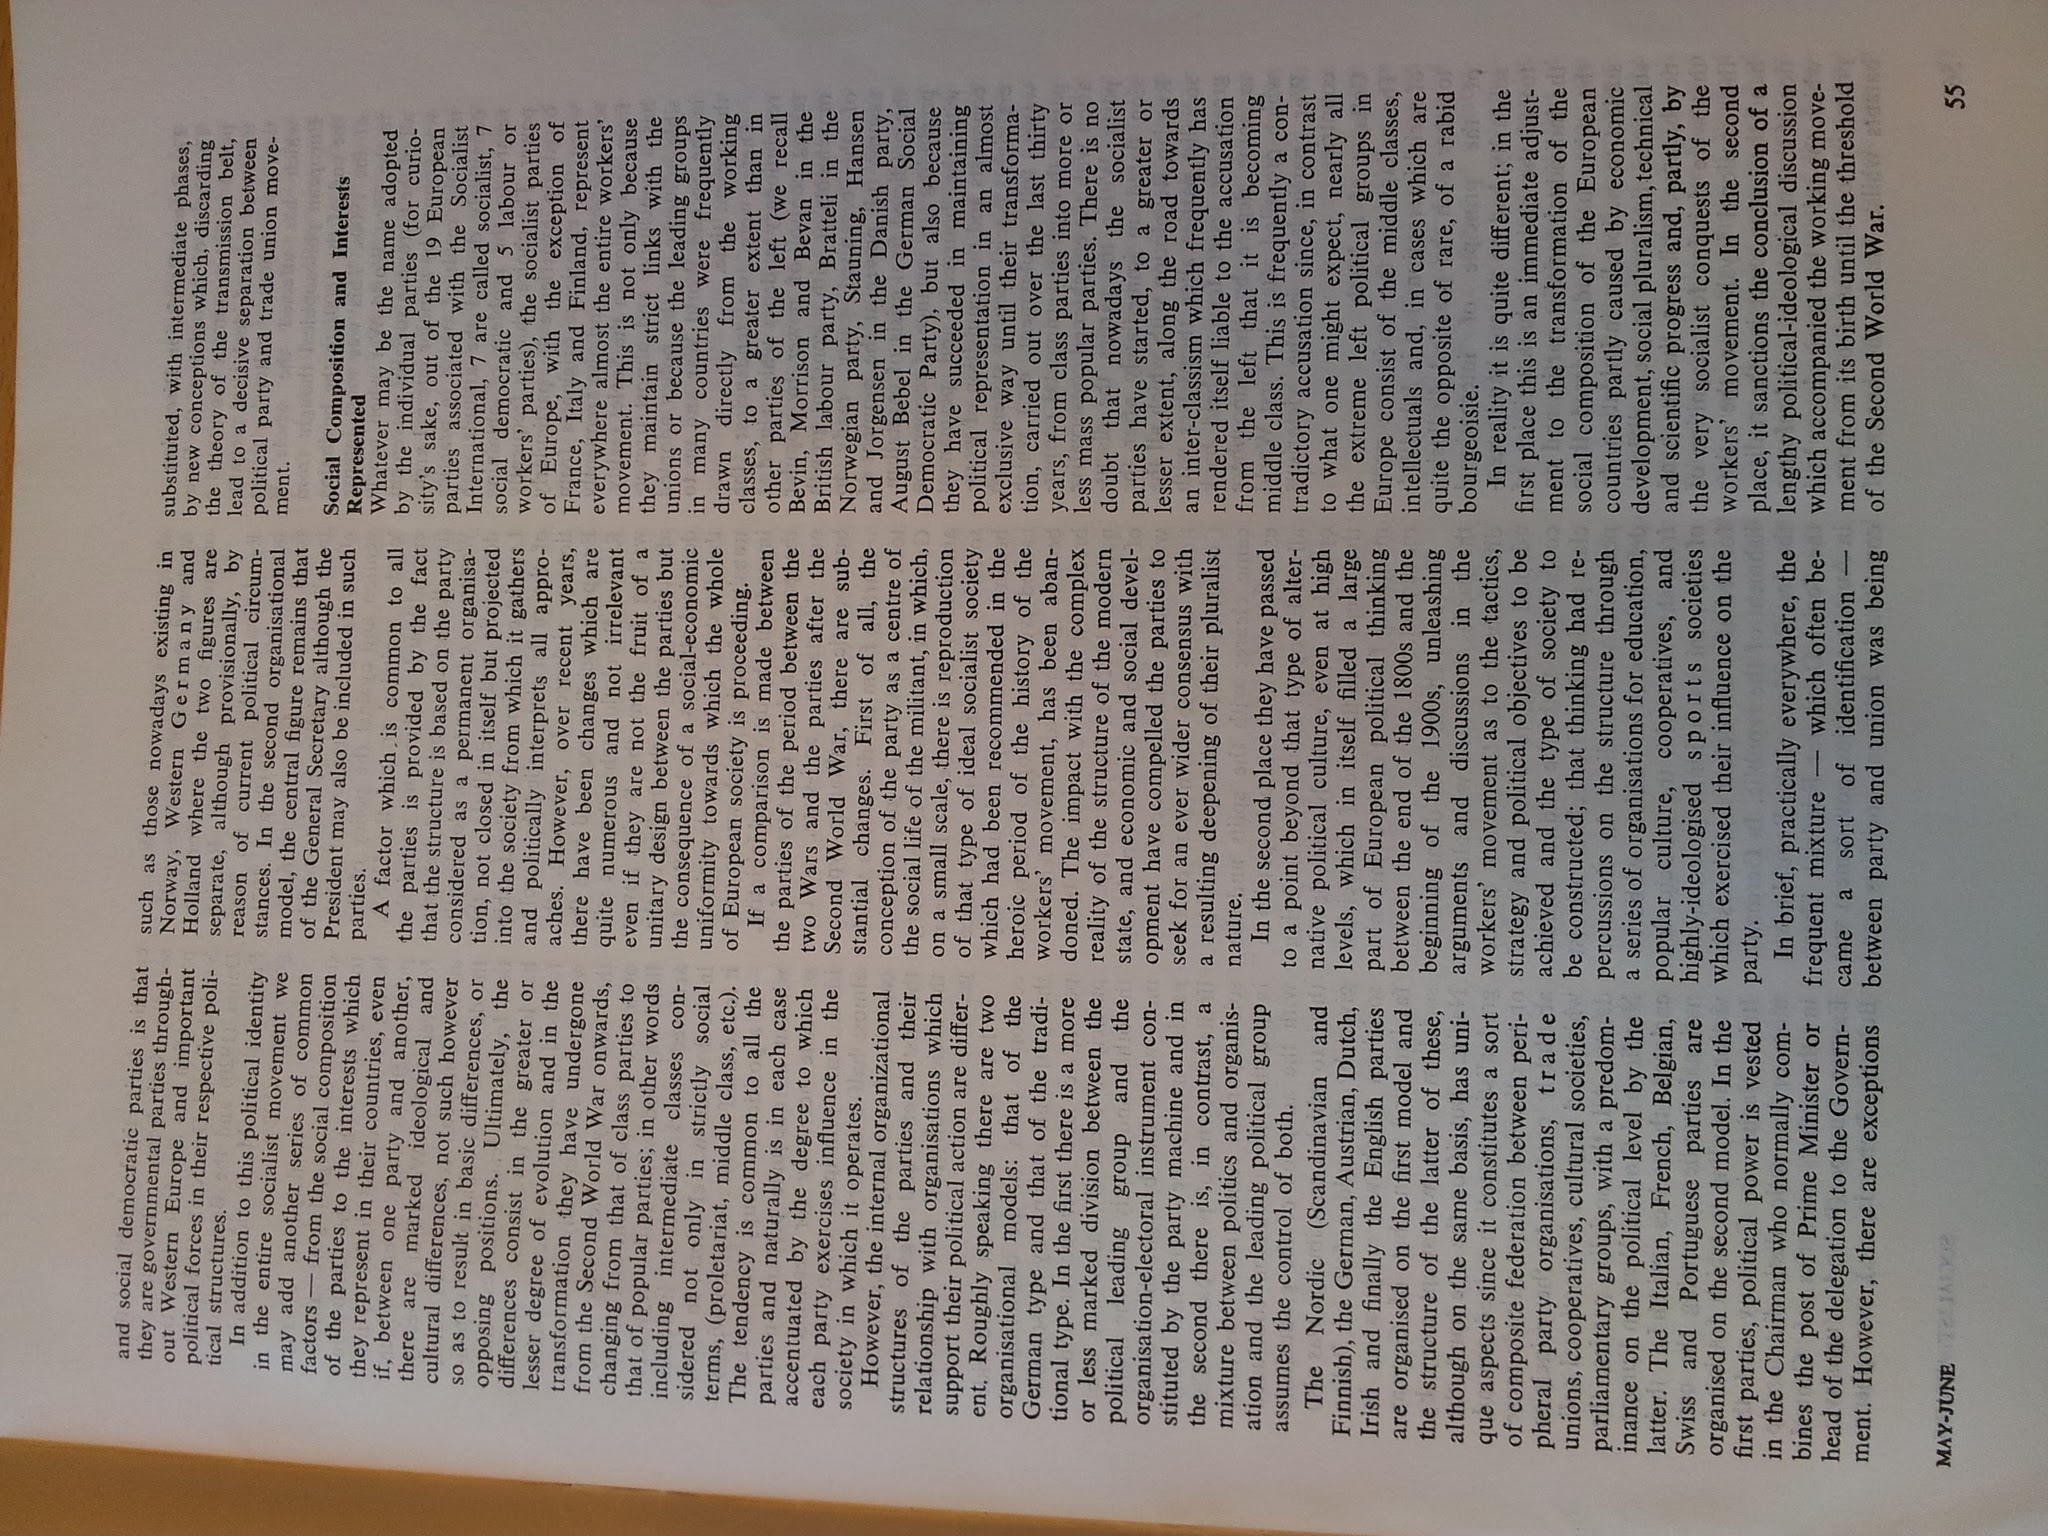 and social democratic parties is that
they are governmental parties through-
out Western Europe and important
political forces in their respective poli-
tical structures.
In addition to this political identity
in the entire socialist movement we
may add another series of common
factors — from the social composition
of the parties to the interests which
they represent in their countries, even
if, between one party and another,
there are marked ideological and
cultural differences, not such however
so as to result in basic differences, or
opposing positions. Ultimately, the
differences consist in the greater or
lesser degree of evolution and in the
transformation they have undergone
from the Second World War onwards,
changing from that of class parties to
that of popular parties; in other words
including intermediate classes con-
sidered not only in strictly social
terms, (proletariat, middle class, etc.).
The tendency is common to all the
parties and naturally is in each case
accentuated by the degree to which
each party exercises influence in the
society in which it operates.
However, the internal organizational
structures of the parties and their
relationship with organisations which
support their political action are differ-
ent. Roughly speaking there are two
organisational models: that of the
German type and that of the tradi-
tional type. In the first there is a more
or less marked division between the
political leading group and the
organisation-electoral instrument con-
stituted by the party machine and in
the second there is, in contrast, a
mixture between politics and organis-
ation and the leading political group
assumes the control of both.
The Nordic (Scandinavian and
Finnish), the German, Austrian, Dutch,
Irish and finally the English parties
are organised on the first model and
the structure of the latter of these,
although on the same basis, has uni-
que aspects since it constitutes a sort
of composite federation between peri-
pheral party organisations, trade
unions, cooperatives, cultural societies,
parliamentary groups, with a predom-
inance on the political level by the
latter. The Italian, French, Belgian,
Swiss and Portuguese parties are
organised on the second model. In the
first parties, political power is vested
in the Chairman who normally com-
bines the post of Prime Minister or
head of the delegation to the Govern-
ment. However, there are exceptions
such as those nowadays existing in
Norway, Western Germany and
Holland where the two figures are
separate, although provisionally, by
reason of current political circum-
stances. In the second organisational
model, the central figure remains that
of the General Secretary although the
President may also be included in such
parties.
A factor which is common to all
the parties is provided by the fact
that the structure is based on the party
considered as a permanent organisa-
tion, not closed in itself but projected
into the society from which it gathers
and politically interprets all appro-
aches. However, over recent years,
there have been changes which are
quite numerous and not irrelevant
even if they are not the fruit of a
unitary design between the parties but
the consequence of a social-economic
uniformity towards which the whole
of European society is proceeding.
If a comparison is made between
the parties of the period between the
two Wars and the parties after the
Second World War, there are sub-
stantial changes. First of all, the
conception of the party as a centre of
the social life of the militant, in which,
on a small scale, there is reproduction
of that type of ideal socialist society
which had been recommended in the
heroic period of the history of the
workers' movement, has been aban-
doned. The impact with the complex
reality of the structure of the modern
state, and economic and social devel-
opment have compelled the parties to
seek for an ever wider consensus with
a resulting deepening of their pluralist
nature.
In the second place they have passed
to a point beyond that type of alter-
native political culture, even at high
levels, which in itself filled a large
part of European political thinking
between the end of the 1800s and the
beginning of the 1900s, unleashing
arguments and discussions in the
workers' movement as to the tactics,
strategy and political objectives to be
achieved and the type of society to
be constructed; that thinking had re-
percussions on the structure through
a series of organisations for education,
popular culture, cooperatives, and
highly-ideologised sports societies
which exercised their influence on the
party.
In brief, practically everywhere, the
frequent mixture — which often be-
came a sort of identification —
between party and union was being
substituted, with intermediate phases,
by new conceptions which, discarding
the theory of the transmission belt,
lead to a decisive separation between
political party and trade union move-
ment.
Social Composition and Interests
Represented
Whatever may be the name adopted
by the individual parties (for curio-
sity's sake, out of the 19 European
parties associated with the Socialist
International, 7 are called socialist, 7
social democratic and 5 labour or
workers' parties), the socialist parties
of Europe, with the exception of
France, Italy and Finland, represent
everywhere almost the entire workers'
movement. This is not only because
they maintain strict links with the
unions or because the leading groups
in many countries were frequently
drawn directly from the working
classes, to a greater extent than in
other parties of the left (we recall
Bevin, Morrison and Bevan in the
British labour party, Bratteli in the
Norwegian party, Stauning, Hansen
and Jorgensen in the Danish party,
August Bebel in the German Social
Democratic Party), but also because
they have succeeded in maintaining
political representation in an almost
exclusive way until their transforma-
tion, carried out over the last thirty
years, from class parties into more or
less mass popular parties. There is no
doubt that nowadays the socialist
parties have started, to a greater or
lesser extent, along the road towards
an inter-classism which frequently has
rendered itself liable to the accusation
from the left that it is becoming
middle class. This is frequently a con-
tradictory accusation since, in contrast
to what one might expect, nearly all
the extreme left political groups in
Europe consist of the middle classes,
intellectuals and, in cases which are
quite the opposite of rare, of a rabid
bourgeoisie.
In reality it is quite different; in the
first place this is an immediate adjust-
ment to the transformation of the
social composition of the European
countries partly caused by economic
development, social pluralism, technical
and scientific progress and, partly, by
the very socialist conquests of the
workers' movement. In the second
place, it sanctions the conclusion of a
lengthy political-ideological discussion
which accompanied the working move-
ment from its birth until the threshold
of the Second World War.
MAY-JUNE
55